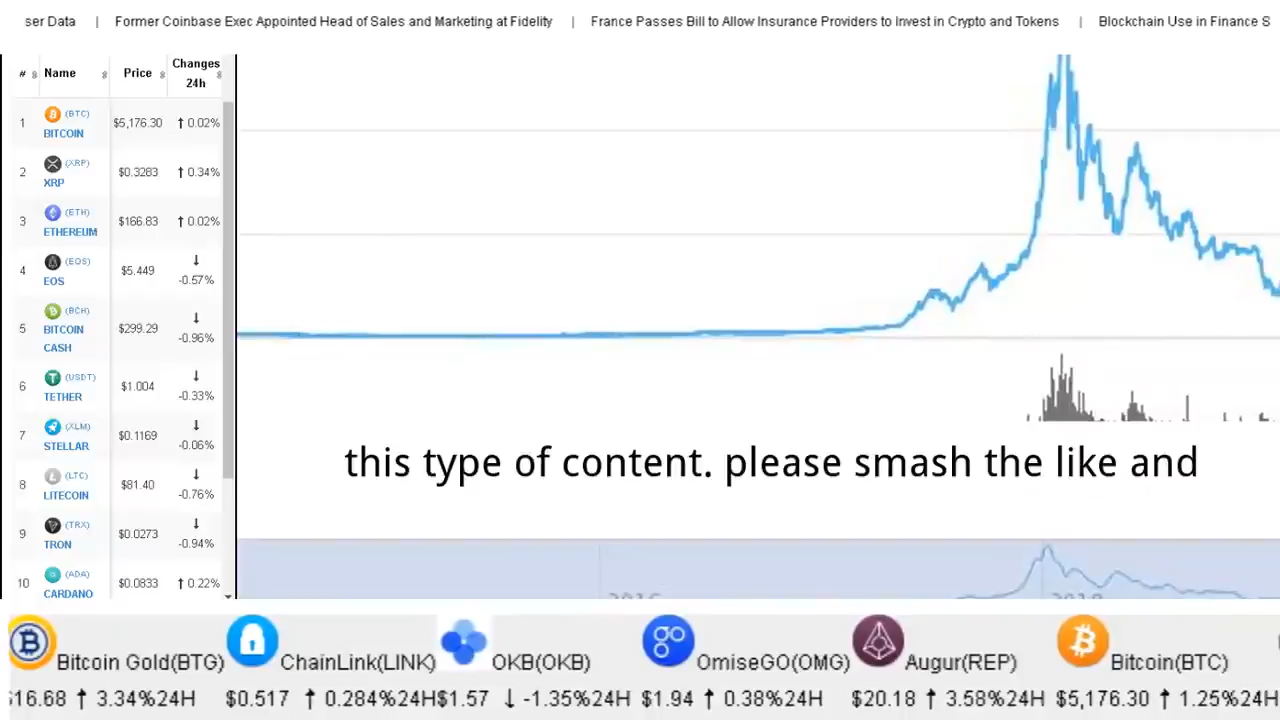 ser Data | Former Coinbase Exec Appointed Head of Sales and Marketing at Fidelity | France Passes Bill to Allow Insurance Providers to Invest in Crypto and Tokens | Blockchain Use in Finance S
# Name Price Changes 24h
1 (BTC) BITCOIN $5,176.30 ↑ 0.02%
2 (XRP) XRP $0.3283 ↑ 0.34%
3 (ETH) ETHEREUM $166.83 ↑ 0.02%
4 (EOS) EOS $5.449 ↓ -0.57%
5 (BCH) BITCOIN CASH $299.29 ↓ -0.96%
6 (USDT) TETHER $1.004 ↓ -0.33%
7 (XLM) STELLAR $0.1169 ↓ -0.06%
8 (LTC) LITECOIN $81.40 ↓ -0.76%
9 (TRX) TRON $0.0273 ↓ -0.94%
10 (ADA) CARDANO $0.0833 ↑ 0.22%
this type of content. please smash the like and
2018
Bitcoin Gold(BTG) ChainLink(LINK) OKB(OKB) OmiseGO(OMG) Augur(REP) Bitcoin(BTC)
16.68 ↑ 3.34%24H $0.517 ↑ 0.284%24H $1.57 ↓ -1.35%24H $1.94 ↑ 0.38%24H $20.18 ↑ 3.58%24H $5,176.30 ↑ 1.25%24H